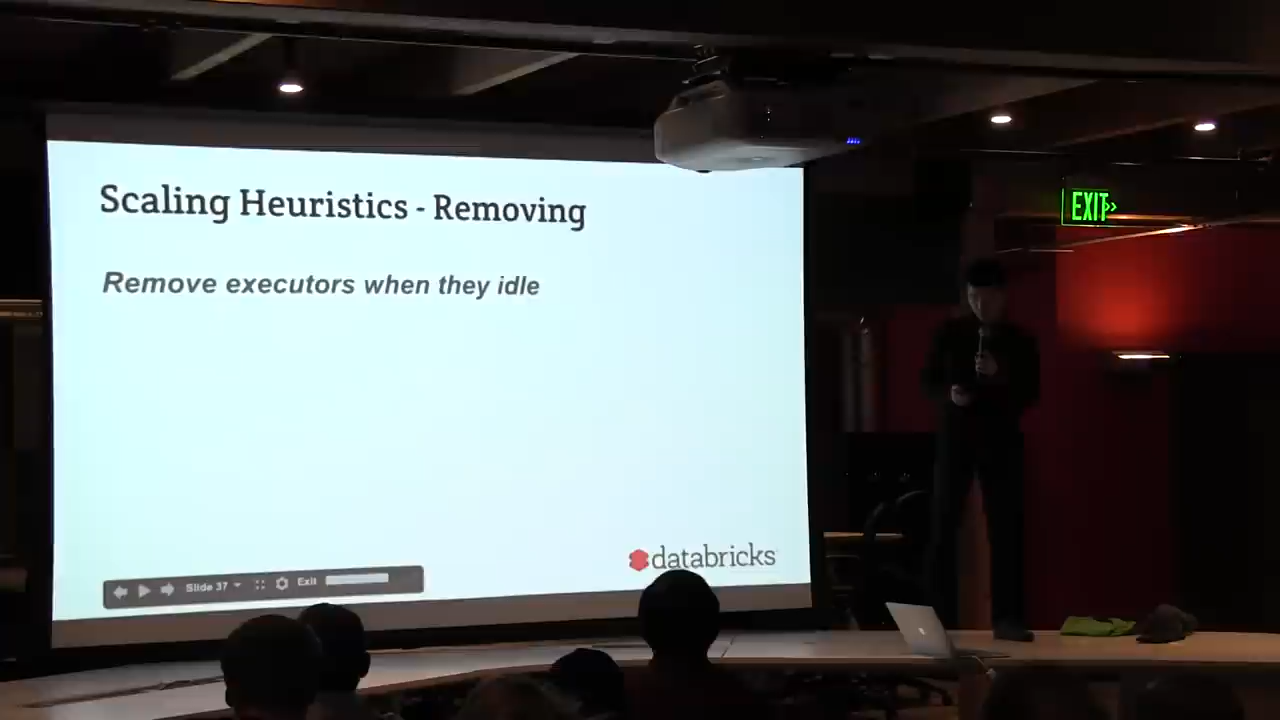 Scaling Heuristics - Removing
Remove executors when they idle
databricks
Slide 37
Exit
EXIT